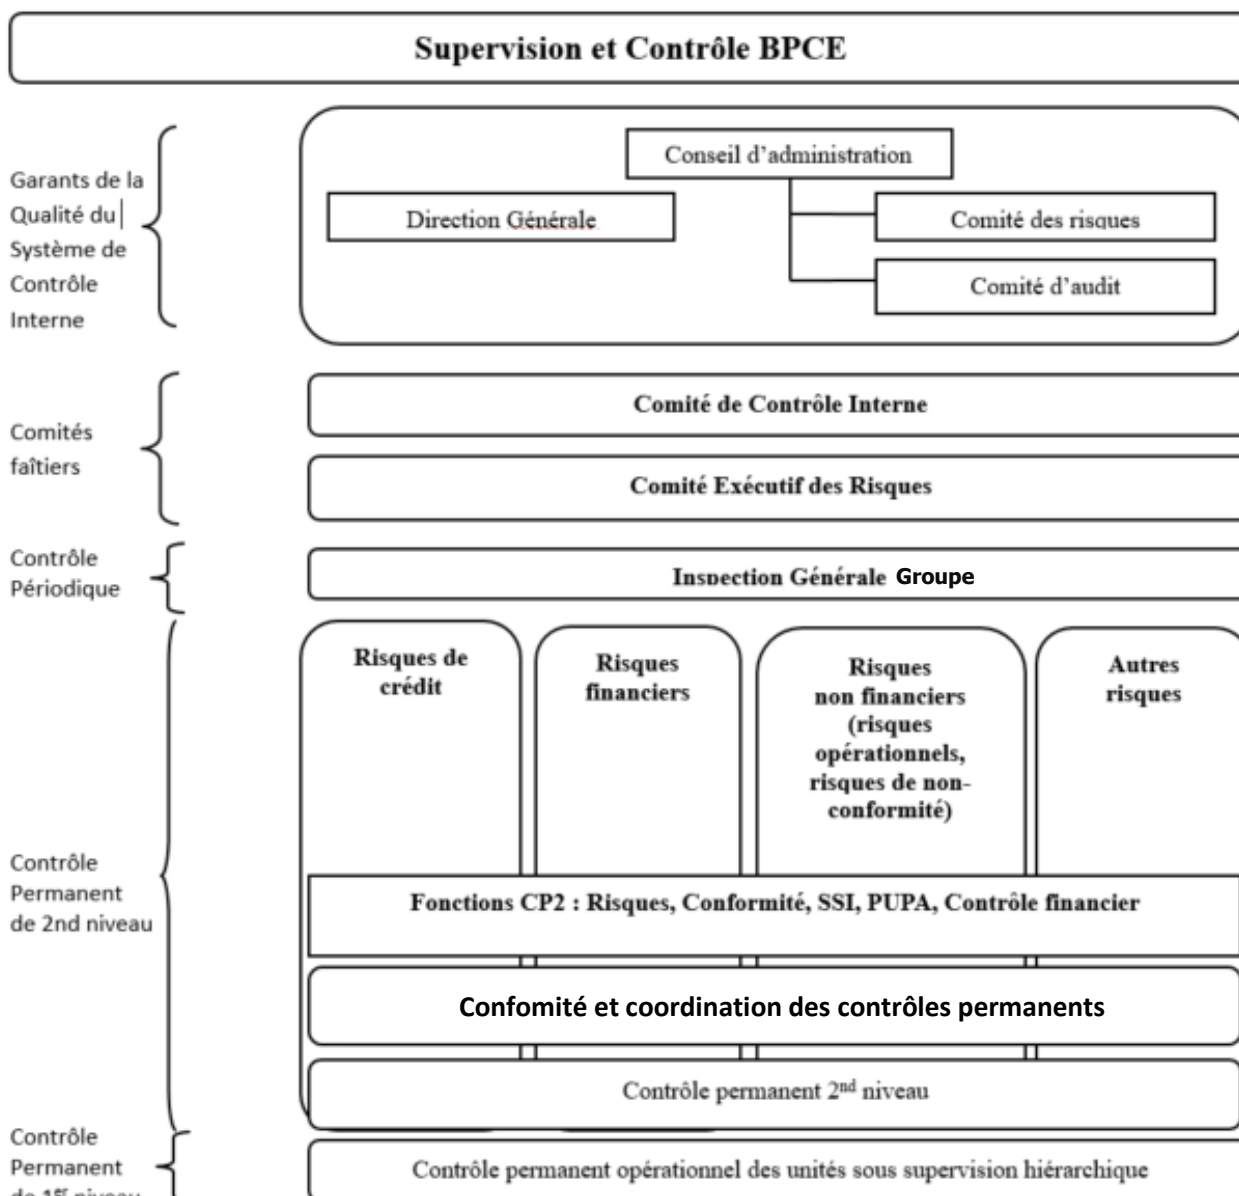 Supervision et Contrôle BPCE
Garants de la
Qualité du
Système de
Contrôle
Interne
Conseil d’administration
Direction Générale
Comité des risques
Comité d’audit
Comités
faîtiers
Comité de Contrôle Interne
Comité Exécutif des Risques
Contrôle
Périodique
Inspection Générale Groupe
Contrôle
Permanent
de 2nd niveau
Risques de
crédit
Risques
financiers
Risques
non financiers
(risques
opérationnels,
risques de non-
conformité)
Autres
risques
Fonctions CP2 : Risques, Conformité, SSI, PUPA, Contrôle financier
Confomité et coordination des contrôles permanents
Contrôle permanent 2nd niveau
Contrôle
Permanent
de 1er niveau
Contrôle permanent opérationnel des unités sous supervision hiérarchique